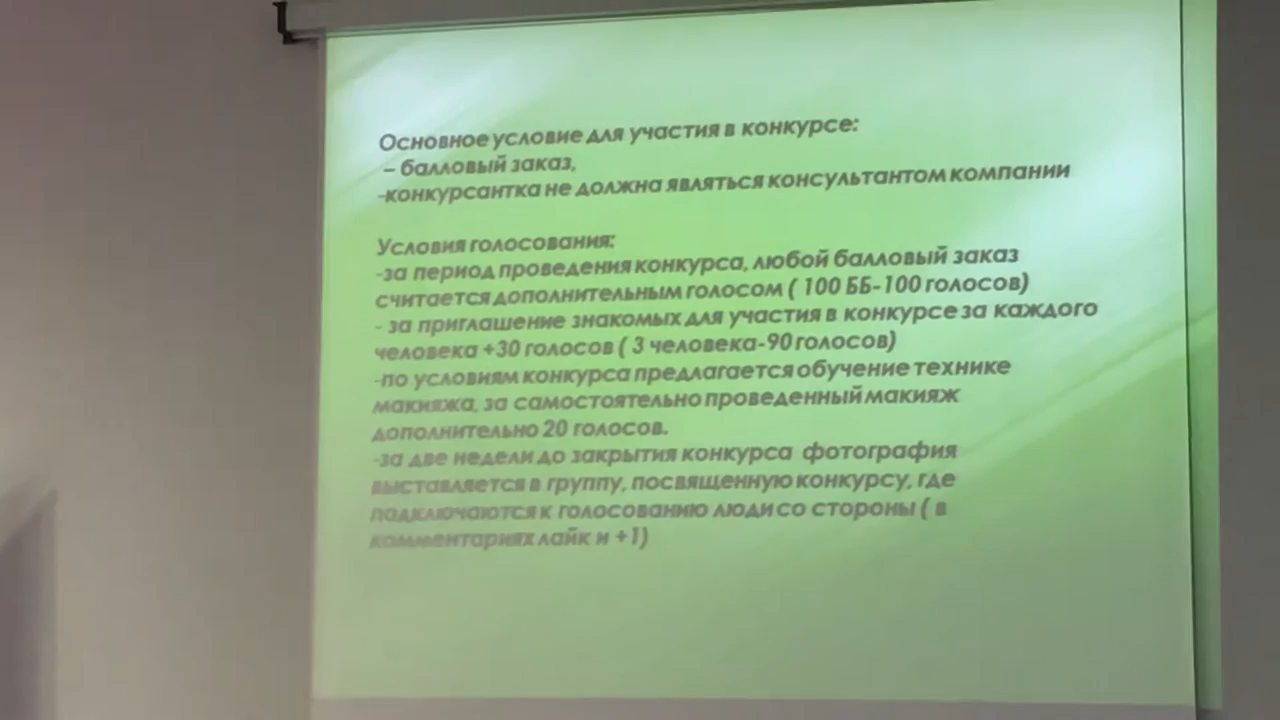 Основное условие для участия в конкурсе:
– балловый заказ,
-конкурсантка не должна являться консультантом компании
Условия голосования:
-за период проведения конкурса, любой балловый заказ
считается дополнительным голосом ( 100 ББ-100 голосов)
- за приглашение знакомых для участия в конкурсе за каждого
человека +30 голосов ( 3 человека-90 голосов)
-по условиям конкурса предлагается обучение технике
макияжа, за самостоятельно проведенный макияж
дополнительно 20 голосов.
-за две недели до закрытия конкурса фотография
выставляется в группу, посвященную конкурсу, где
подключаются к голосованию люди со стороны ( в
комментариях лайк и +1)